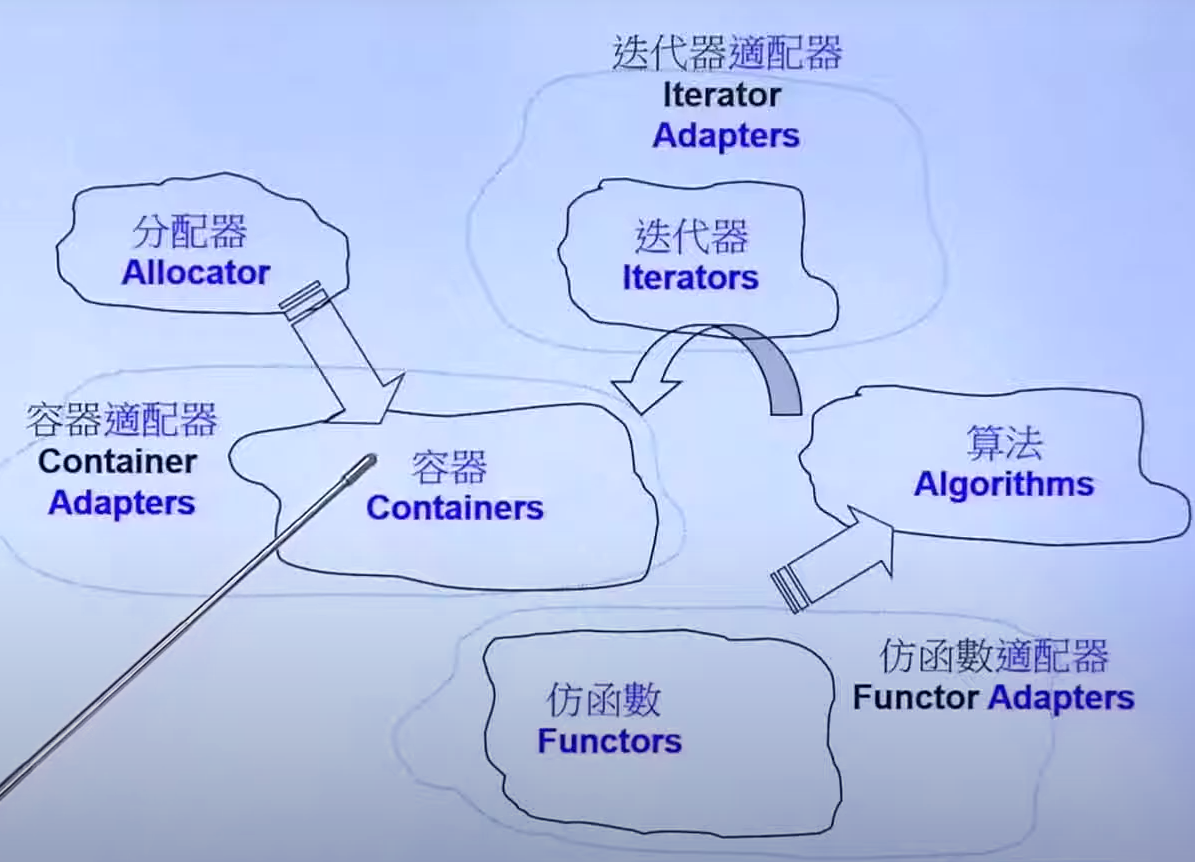 迭代器適配器
Iterator
Adapters
分配器
Allocator
迭代器
Iterators
容器適配器
Container
Adapters
容器
Containers
算法
Algorithms
仿函數
Functors
仿函數適配器
Functor Adapters